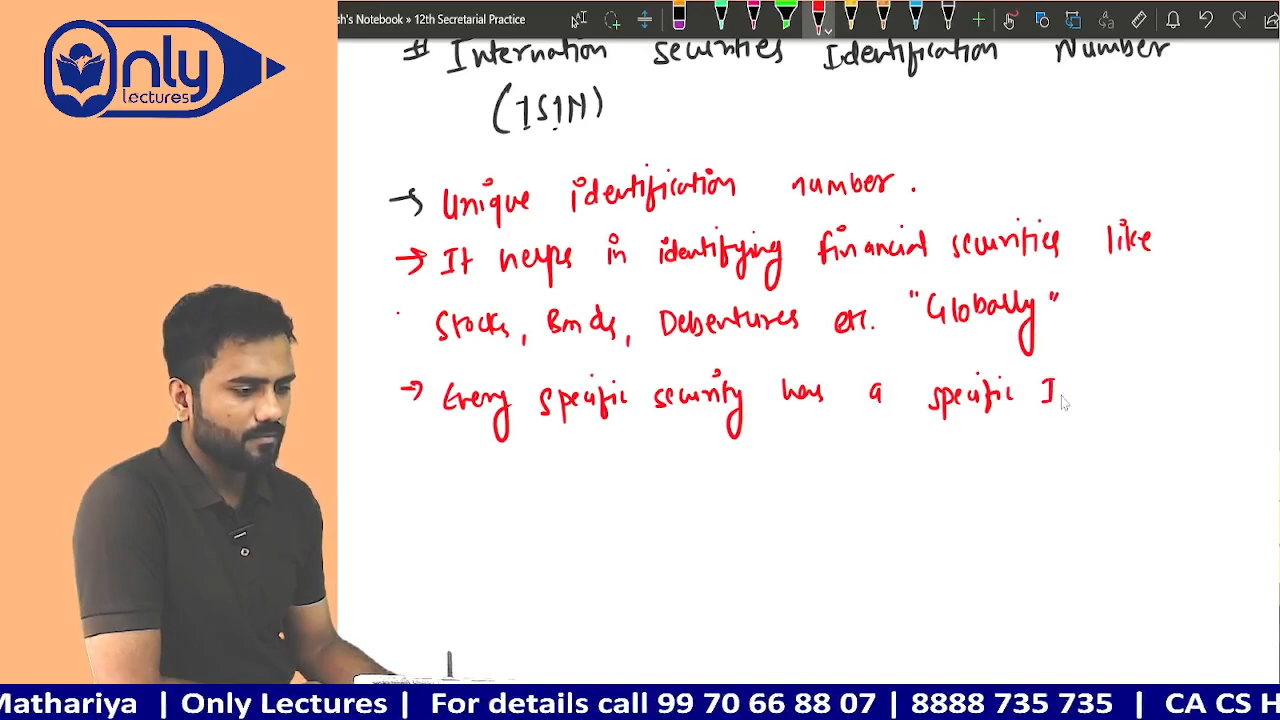 sh's Notebook » 12th Secretarial Practice
Only
lectures
# Internation Securities Identification Number
(ISIN)
→ Unique identification number.
→ It helps in identifying financial securities like
Stocks, Bonds, Debentures etc. "Globally"
→ Every specific security has a specific I
Mathariya | Only Lectures | For details call 99 70 66 88 07 | 8888 735 735 | CA CS H